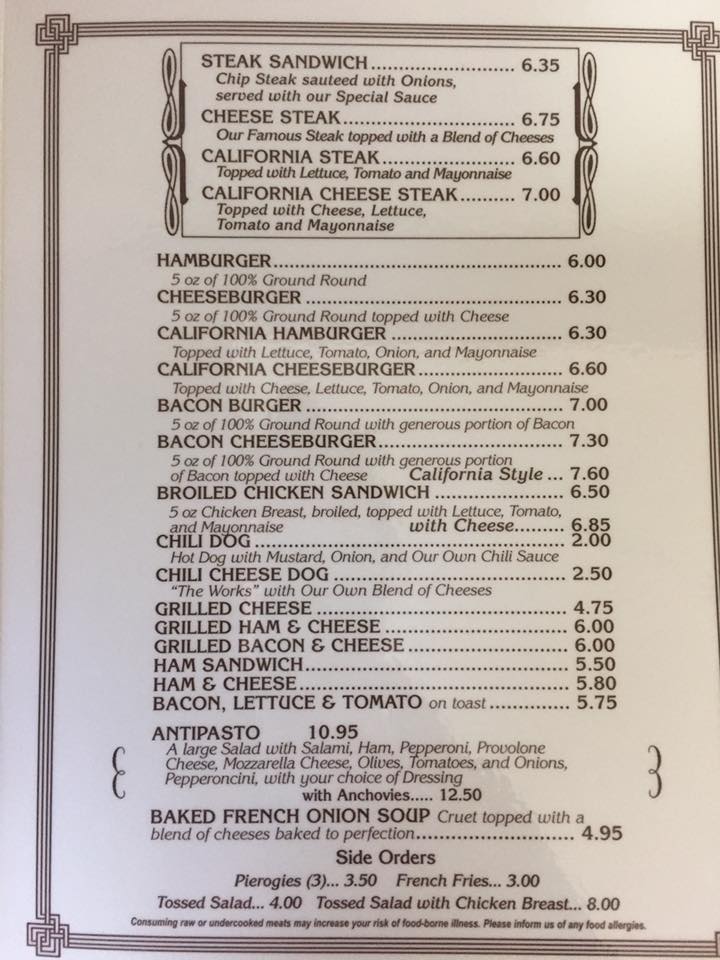 STEAK SANDWICH ........................ 6.35
Chip Steak sauteed with Onions,
served with our Special Sauce
CHEESE STEAK ............................. 6.75
Our Famous Steak topped with a Blend of Cheeses
CALIFORNIA STEAK ...................... 6.60
Topped with Lettuce, Tomato and Mayonnaise
CALIFORNIA CHEESE STEAK .......... 7.00
Topped with Cheese, Lettuce,
Tomato and Mayonnaise
HAMBURGER .................................................. 6.00
5 oz of 100% Ground Round
CHEESEBURGER ............................................ 6.30
5 oz of 100% Ground Round topped with Cheese
CALIFORNIA HAMBURGER ............................. 6.30
Topped with Lettuce, Tomato, Onion, and Mayonnaise
CALIFORNIA CHEESEBURGER ......................... 6.60
Topped with Cheese, Lettuce, Tomato, Onion, and Mayonnaise
BACON BURGER ............................................ 7.00
5 oz of 100% Ground Round with generous portion of Bacon
BACON CHEESEBURGER ................................ 7.30
5 oz of 100% Ground Round with generous portion
of Bacon topped with Cheese California Style ... 7.60
BROILED CHICKEN SANDWICH ...................... 6.50
5 oz Chicken Breast, broiled, topped with Lettuce, Tomato,
and Mayonnaise with Cheese ......... 6.85
CHILI DOG ..................................................... 2.00
Hot Dog with Mustard, Onion, and Our Own Chili Sauce
CHILI CHEESE DOG ........................................ 2.50
"The Works" with Our Own Blend of Cheeses
GRILLED CHEESE ........................................... 4.75
GRILLED HAM & CHEESE ............................... 6.00
GRILLED BACON & CHEESE ............................ 6.00
HAM SANDWICH ............................................ 5.50
HAM & CHEESE .............................................. 5.80
BACON, LETTUCE & TOMATO on toast .............. 5.75
ANTIPASTO 10.95
A large Salad with Salami, Ham, Pepperoni, Provolone
Cheese, Mozzarella Cheese, Olives, Tomatoes, and Onions,
Pepperoncini, with your choice of Dressing
with Anchovies ..... 12.50
BAKED FRENCH ONION SOUP Cruet topped with a
blend of cheeses baked to perfection ........................... 4.95
Side Orders
Pierogies (3)... 3.50 French Fries... 3.00
Tossed Salad... 4.00 Tossed Salad with Chicken Breast... 8.00
Consuming raw or undercooked meats may increase your risk of food-borne illness. Please inform us of any food allergies.